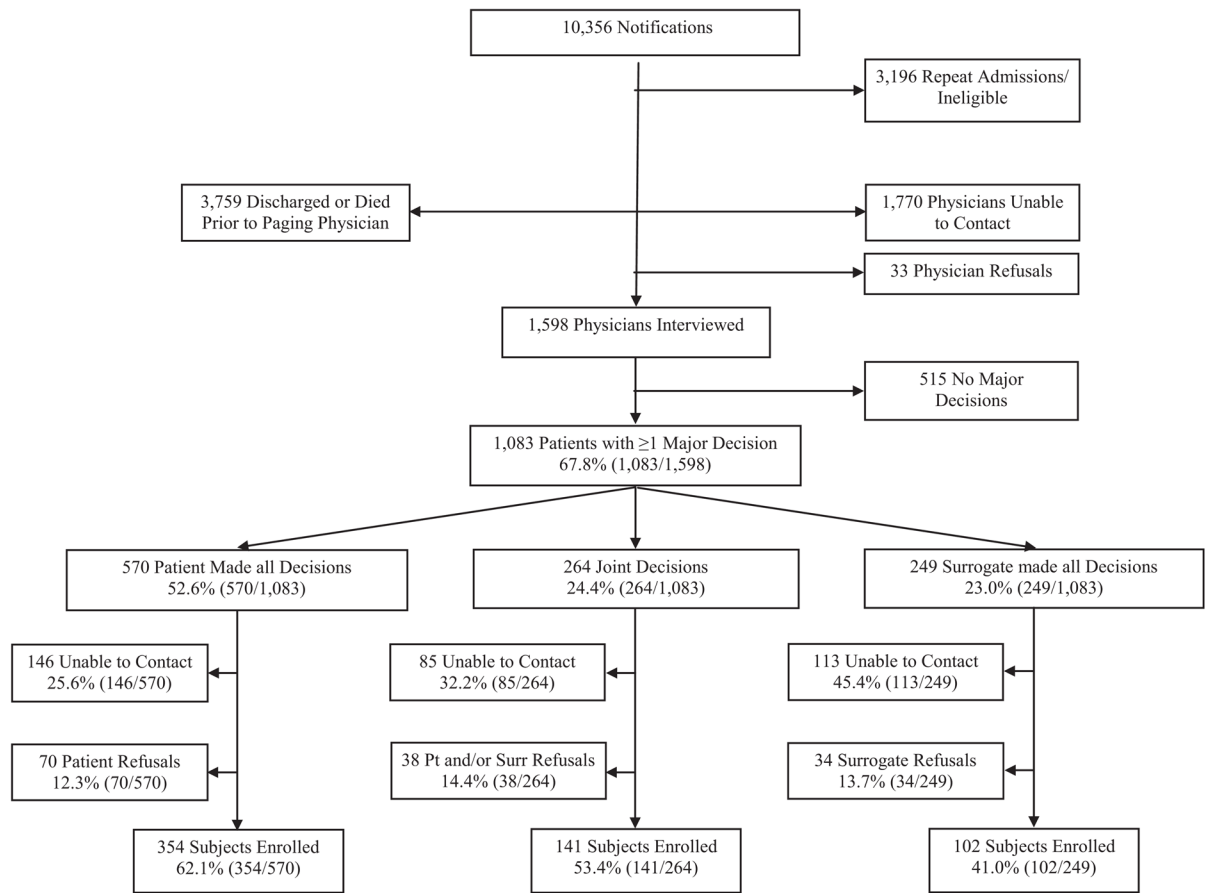 10,356 Notifications
3,196 Repeat Admissions/
Ineligible
3,759 Discharged or Died
Prior to Paging Physician
1,770 Physicians Unable
to Contact
33 Physician Refusals
1,598 Physicians Interviewed
515 No Major
Decisions
1,083 Patients with ≥1 Major Decision
67.8% (1,083/1,598)
570 Patient Made all Decisions
52.6% (570/1,083)
264 Joint Decisions
24.4% (264/1,083)
249 Surrogate made all Decisions
23.0% (249/1,083)
146 Unable to Contact
25.6% (146/570)
85 Unable to Contact
32.2% (85/264)
113 Unable to Contact
45.4% (113/249)
70 Patient Refusals
12.3% (70/570)
38 Pt and/or Surr Refusals
14.4% (38/264)
34 Surrogate Refusals
13.7% (34/249)
354 Subjects Enrolled
62.1% (354/570)
141 Subjects Enrolled
53.4% (141/264)
102 Subjects Enrolled
41.0% (102/249)